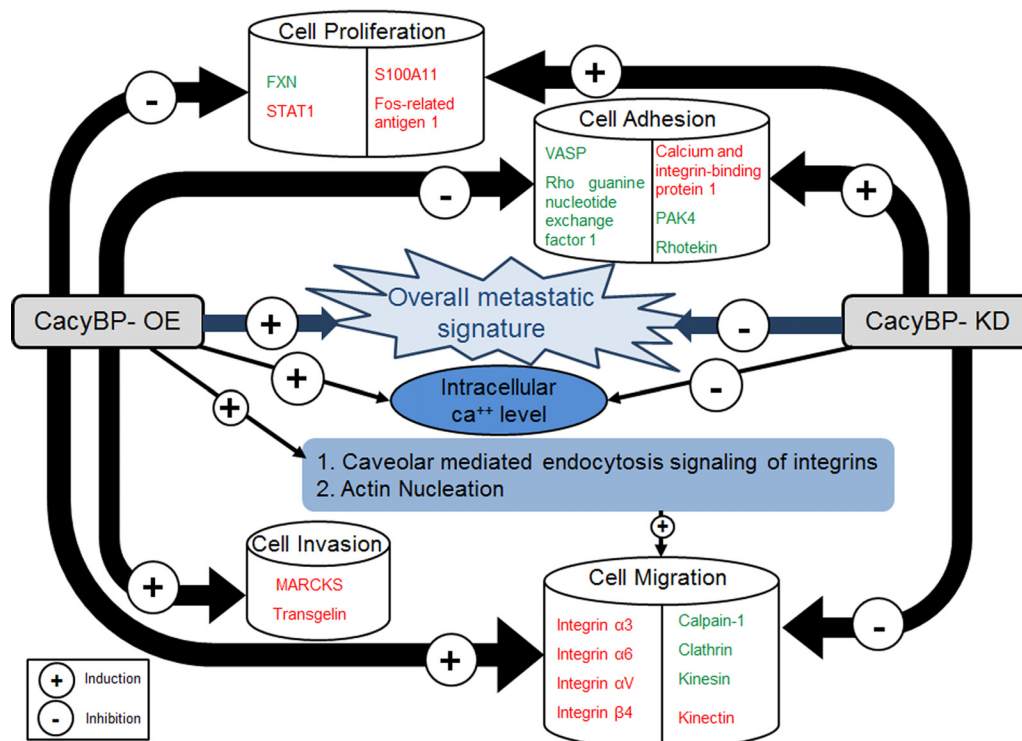 Cell Proliferation
FXN
STAT1
S100A11
Fos-related
antigen 1
+
-
Cell Adhesion
VASP
Rho guanine
nucleotide
exchange
factor 1
Calcium and
integrin-binding
protein 1
PAK4
Rhotekin
-
+
Overall metastatic
signature
CacyBP- OE
+
-
CacyBP- KD
+
-
Intracellular
ca⁺⁺ level
+
1. Caveolar mediated endocytosis signaling of integrins
2. Actin Nucleation
+
Cell Invasion
MARCKS
Transgelin
+
Cell Migration
Integrin α3
Integrin α6
Integrin αV
Integrin β4
Calpain-1
Clathrin
Kinesin
Kinectin
+
-
+ Induction
- Inhibition